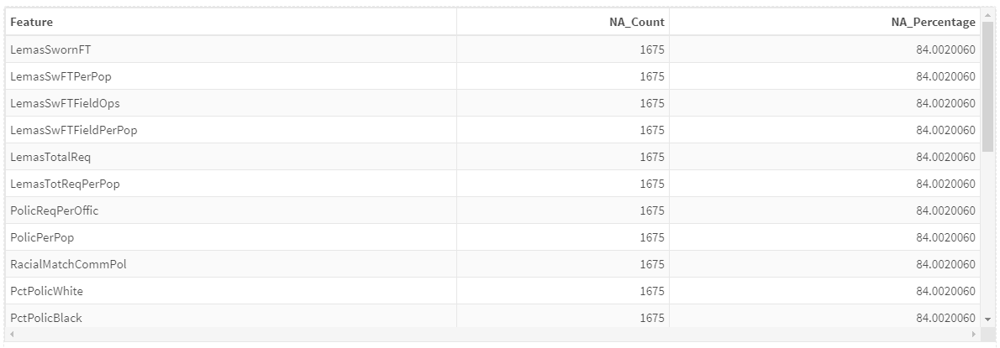 Feature NA_Count NA_Percentage
LemasSwornFT 1675 84.0020060
LemasSwFTPerPop 1675 84.0020060
LemasSwFTFieldOps 1675 84.0020060
LemasSwFTFieldPerPop 1675 84.0020060
LemasTotalReq 1675 84.0020060
LemasTotReqPerPop 1675 84.0020060
PolicReqPerOffic 1675 84.0020060
PolicPerPop 1675 84.0020060
RacialMatchCommPol 1675 84.0020060
PctPolicWhite 1675 84.0020060
PctPolicBlack 1675 84.0020060